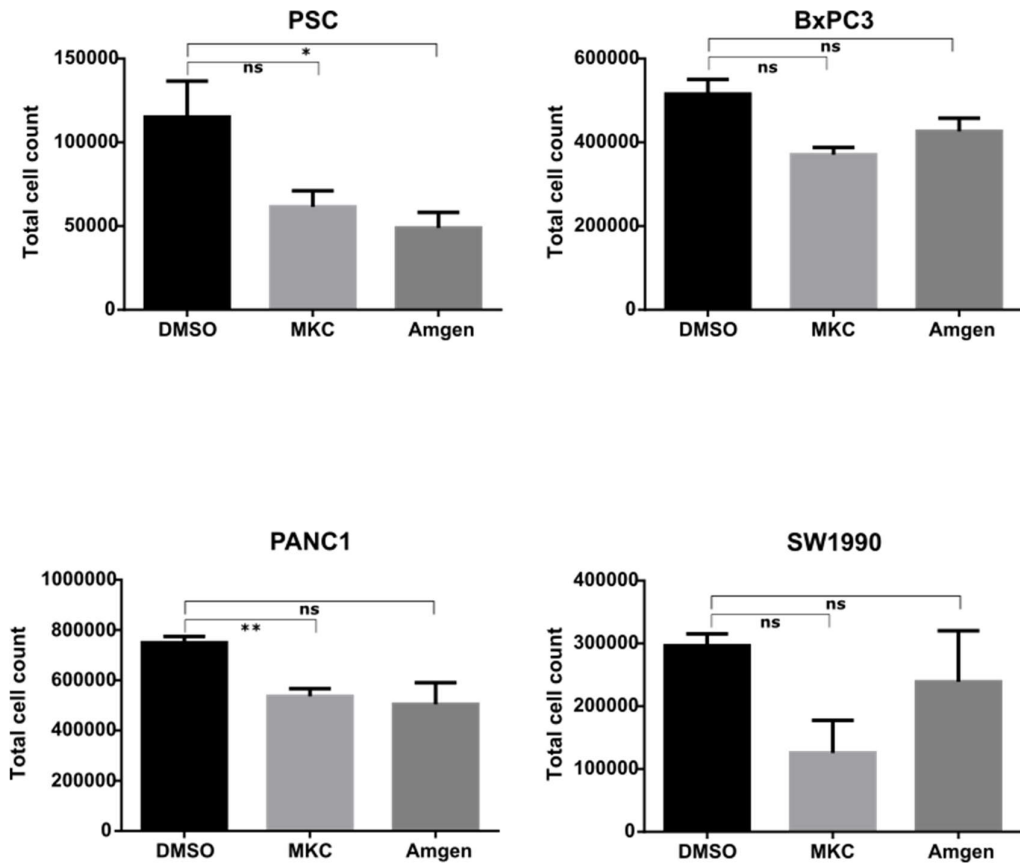 PSC
*
ns
150000
100000
50000
0
Total cell count
DMSO MKC Amgen
BxPC3
ns
ns
600000
400000
200000
0
Total cell count
DMSO MKC Amgen
PANC1
ns
**
1000000
800000
600000
400000
200000
0
Total cell count
DMSO MKC Amgen
SW1990
ns
ns
400000
300000
200000
100000
0
Total cell count
DMSO MKC Amgen